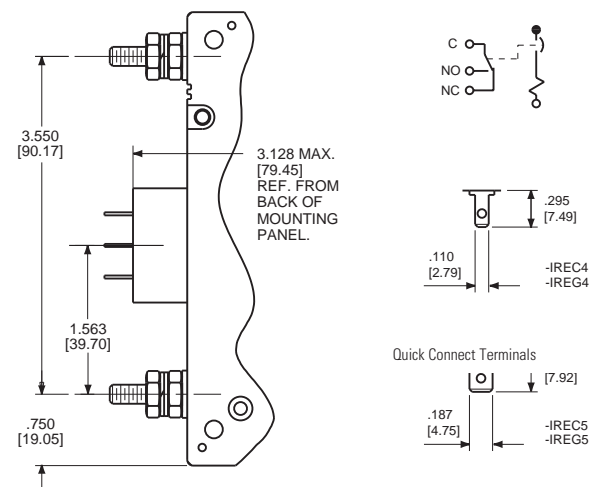 C
NO
NC
3.550
[90.17]
3.128 MAX.
[79.45]
REF. FROM
BACK OF
MOUNTING
PANEL.
.295
[7.49]
.110
[2.79]
-IREC4
-IREG4
1.563
[39.70]
Quick Connect Terminals
[7.92]
.187
[4.75]
-IREC5
-IREG5
.750
[19.05]